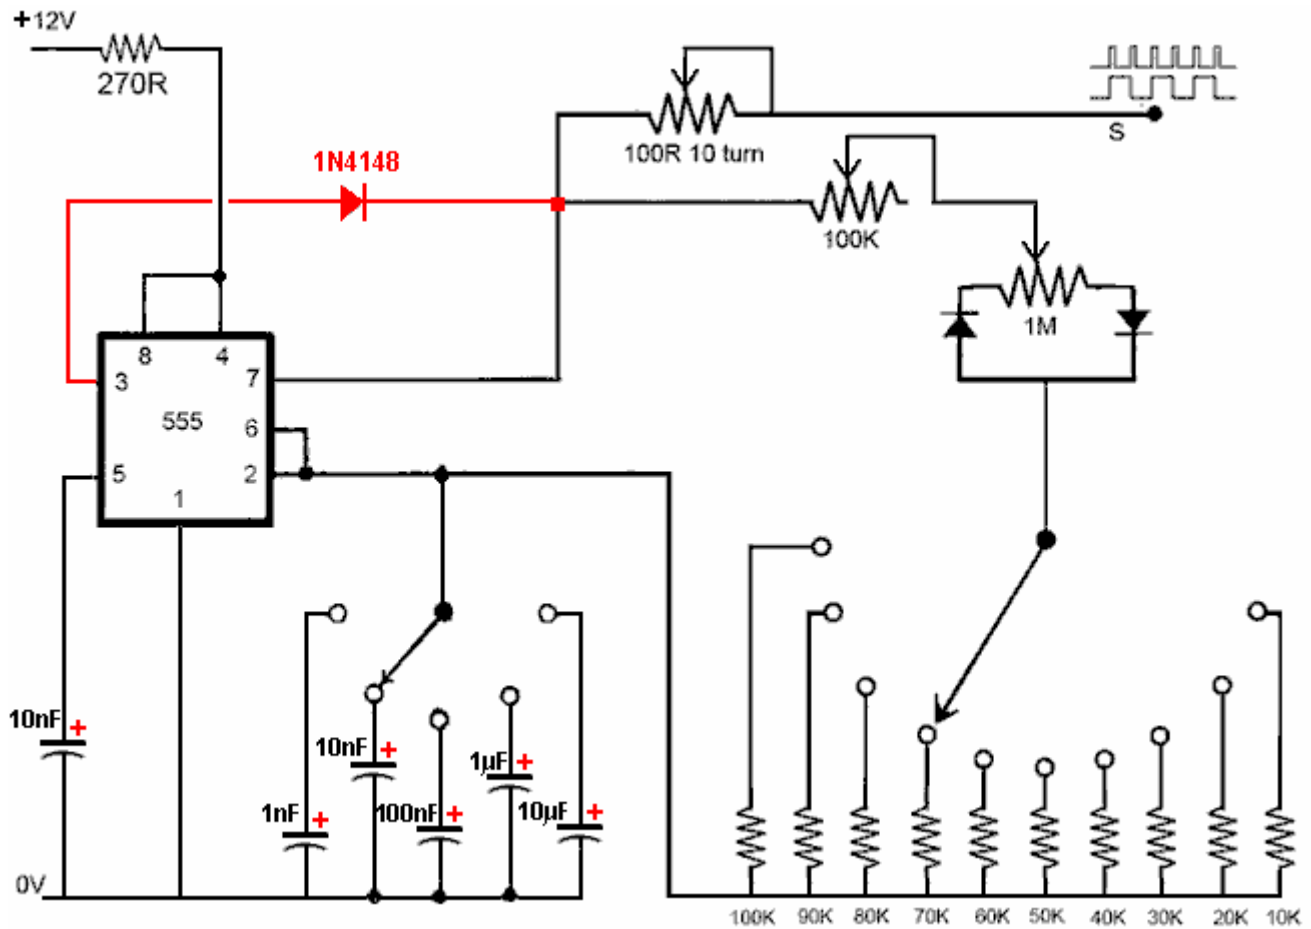 +12V
270R
1N4148
100R 10 turn
S
100K
1M
8
4
3
7
555
6
5
2
1
10nF +
10nF +
1µF +
1nF +
100nF +
10µF +
0V
100K 90K 80K 70K 60K 50K 40K 30K 20K 10K